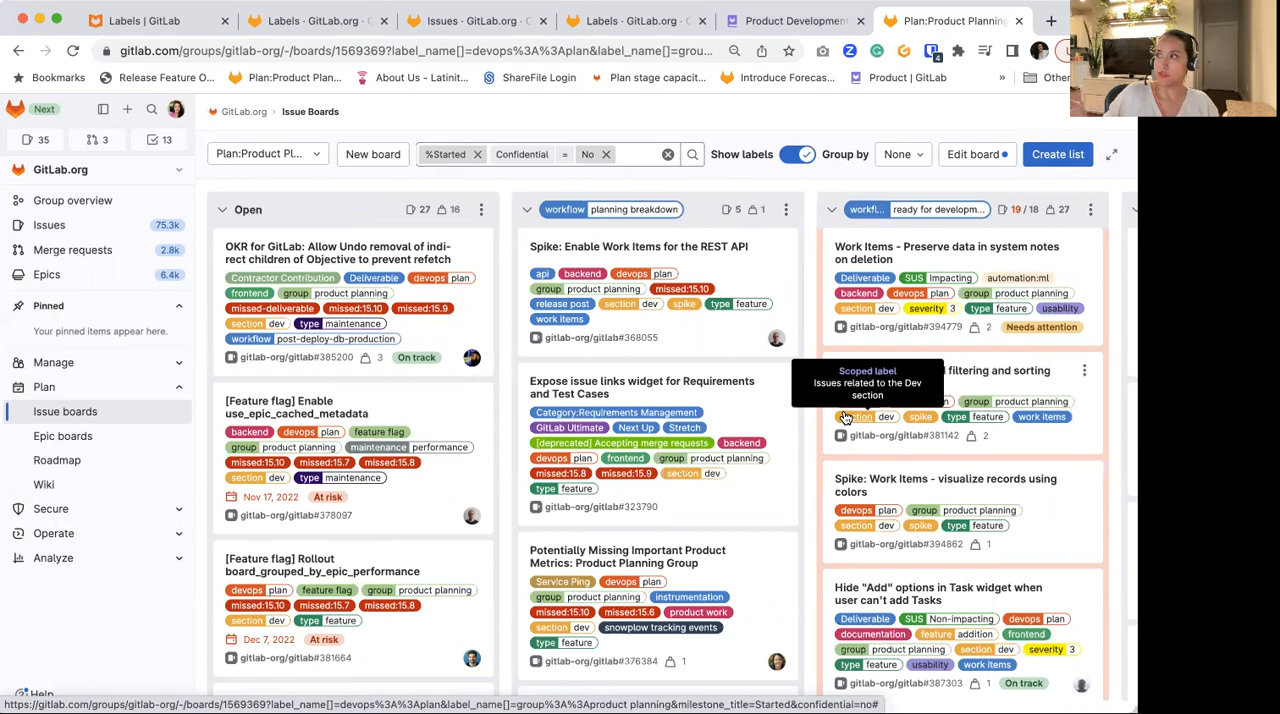 Labels | GitLab
Labels · GitLab.org
Issues · GitLab.org
Labels · GitLab.org
Product Developmen
Plan:Product Planning
gitlab.com/groups/gitlab-org/-/boards/1569369?label_name[]=devops%3A%3Aplan&label_name[]=grou...
4
Bookmarks
Release Feature O...
Plan:Product Plan...
About Us - Latinit...
ShareFile Login
Plan stage capacit...
Introduce Forecas...
Product | GitLab
»
Other
Next
35
3
13
GitLab.org
Group overview
Issues 75.3k
Merge requests 2.8k
Epics 6.4k
Pinned
Your pinned items appear here.
Manage
Plan
Issue boards
Epic boards
Roadmap
Wiki
Secure
Operate
Analyze
Help
GitLab.org › Issue Boards
Plan:Product Pl...
New board
%Started
Confidential = No
Show labels
Group by
None
Edit board
Create list
Open 27 16
OKR for GitLab: Allow Undo removal of indi-
rect children of Objective to prevent refetch
Contractor Contribution Deliverable devops plan
frontend group product planning
missed-deliverable missed:15.10 missed:15.9
section dev type maintenance
workflow post-deploy-db-production
gitlab-org/gitlab#385200 3 On track
[Feature flag] Enable
use_epic_cached_metadata
backend devops plan feature flag
group product planning maintenance performance
missed:15.10 missed:15.7 missed:15.8
section dev type maintenance
Nov 17, 2022 At risk
gitlab-org/gitlab#378097
[Feature flag] Rollout
board_grouped_by_epic_performance
devops plan feature flag group product planning
missed:15.10 missed:15.7 missed:15.8
section dev type feature
Dec 7, 2022 At risk
gitlab-org/gitlab#381664
workflow planning breakdown 5 1
Spike: Enable Work Items for the REST API
api backend devops plan
group product planning missed:15.10
release post section dev spike type feature
work items
gitlab-org/gitlab#368055
Expose issue links widget for Requirements
and Test Cases
Category:Requirements Management
GitLab Ultimate Next Up Stretch
[deprecated] Accepting merge requests backend
devops plan frontend group product planning
missed:15.8 missed:15.9 section dev
type feature
gitlab-org/gitlab#323790
Potentially Missing Important Product
Metrics: Product Planning Group
Service Ping devops plan
group product planning instrumentation
missed:15.10 missed:15.6 product work
section dev snowplow tracking events
type feature
gitlab-org/gitlab#376384 1
workfl... ready for developm... 19 / 18 27
Work Items - Preserve data in system notes
on deletion
Deliverable SUS Impacting automation:ml
backend devops plan group product planning
section dev severity 3 type feature usability
gitlab-org/gitlab#394779 2 Needs attention
Scoped label
Issues related to the Dev
section
filtering and sorting
group product planning
section dev spike type feature work items
gitlab-org/gitlab#381142 2
Spike: Work Items - visualize records using
colors
devops plan group product planning
section dev spike type feature
gitlab-org/gitlab#394862 1
Hide "Add" options in Task widget when
user can't add Tasks
Deliverable SUS Non-impacting devops plan
documentation feature addition frontend
group product planning section dev severity 3
type feature usability work items
gitlab-org/gitlab#387303 1 On track
https://gitlab.com/groups/gitlab-org/-/boards/1569369?label_name[]=devops%3A%3Aplan&label_name[]=group%3A%3Aproduct planning&milestone_title=Started&confidential=no#